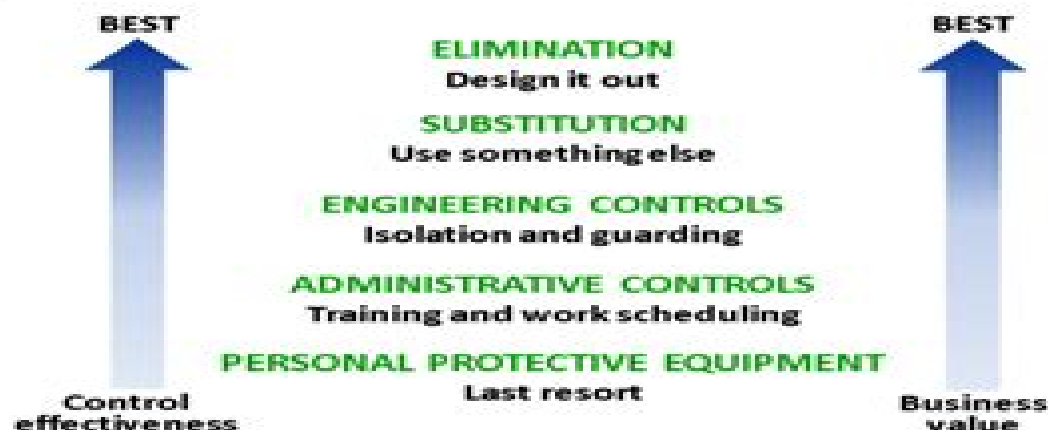 BEST
BEST
ELIMINATION
Design it out
SUBSTITUTION
Use something else
ENGINEERING CONTROLS
Isolation and guarding
ADMINISTRATIVE CONTROLS
Training and work scheduling
PERSONAL PROTECTIVE EQUIPMENT
Last resort
Control
effectiveness
Business
value